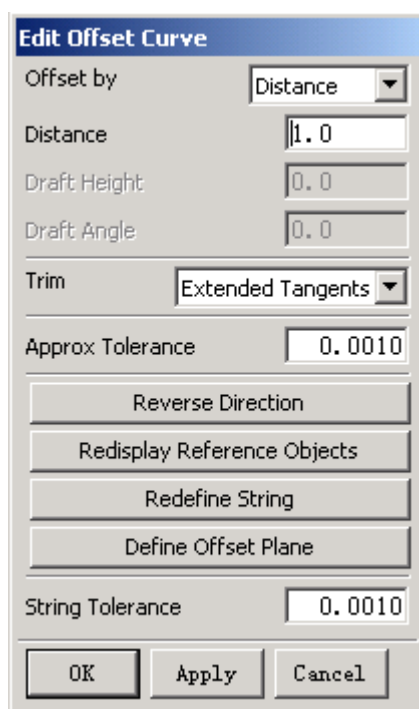 Edit Offset Curve
Offset by Distance
Distance 1.0
Draft Height 0.0
Draft Angle 0.0
Trim Extended Tangents
Approx Tolerance 0.0010
Reverse Direction
Redisplay Reference Objects
Redefine String
Define Offset Plane
String Tolerance 0.0010
OK Apply Cancel